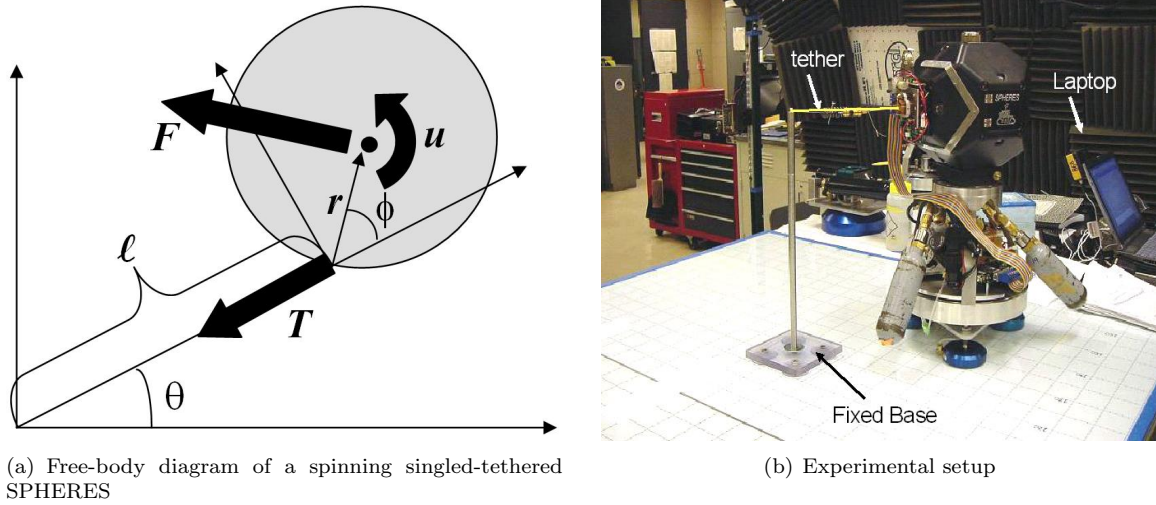 F
u
r
ϕ
ℓ
T
θ
tether
SPHERES
Laptop
Fixed Base
(a) Free-body diagram of a spinning singled-tethered
SPHERES
(b) Experimental setup